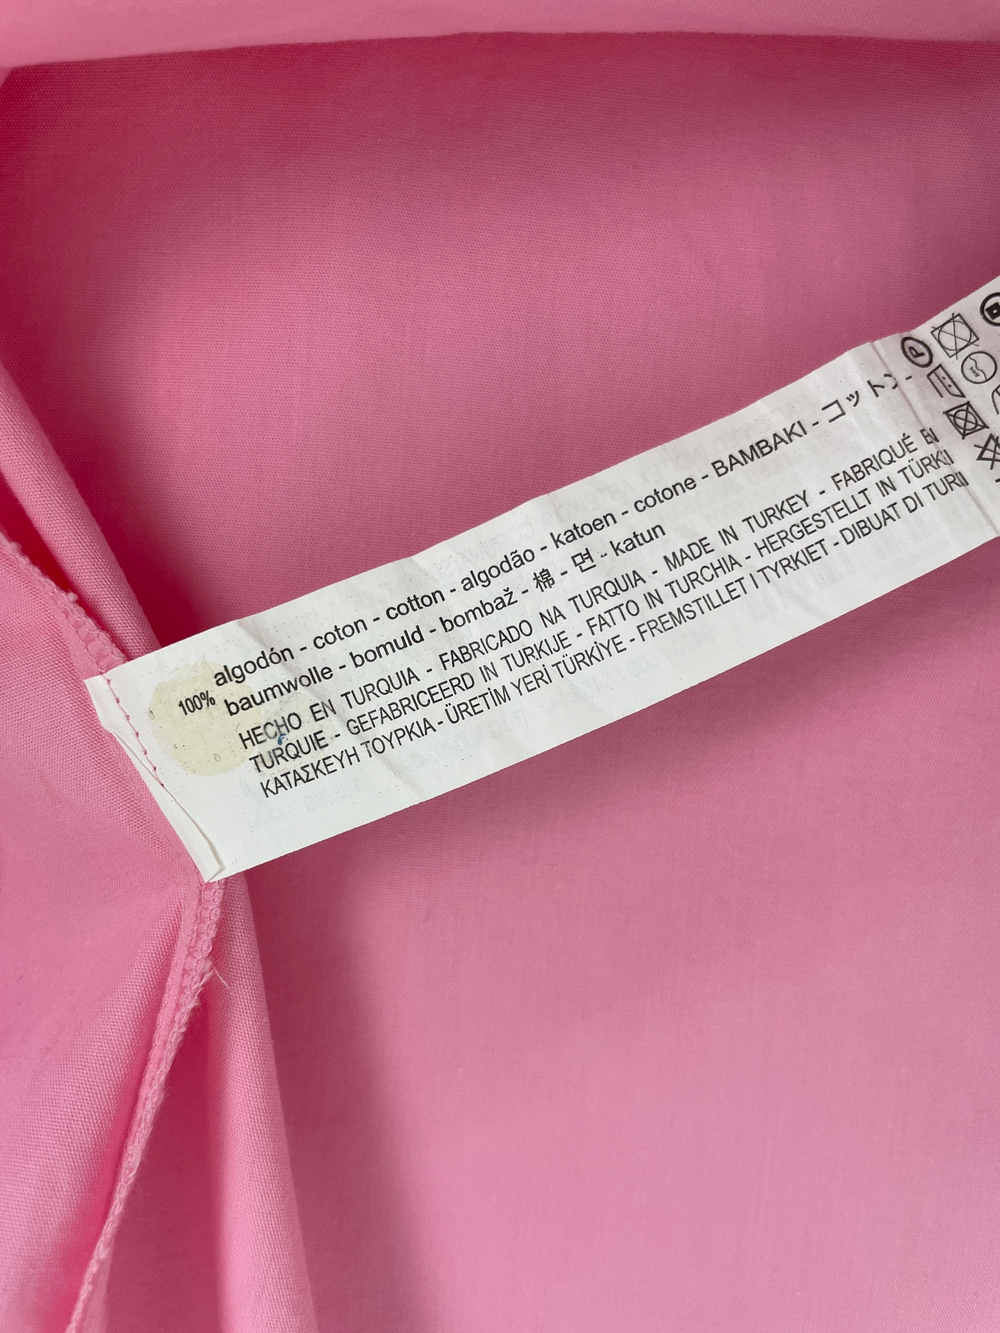 100% algodón - coton - cotton - algodão - katoen - cotone - BAMBAKI - コットン -
baumwolle - bomuld - bombaž - 棉 - 면 - katun
HECHO EN TURQUIA - FABRICADO NA TURQUIA - MADE IN TURKEY - FABRIQUÉ EN
TURQUIE - GEFABRICEERD IN TURKIJE - FATTO IN TURCHIA - HERGESTELLT IN TÜRKI
ΚΑΤΑΣΚΕΥΗ ΤΟΥΡΚΙΑ - ÜRETİM YERİ TÜRKİYE - FREMSTILLET I TYRKIET - DIBUAT DI TURKI
P